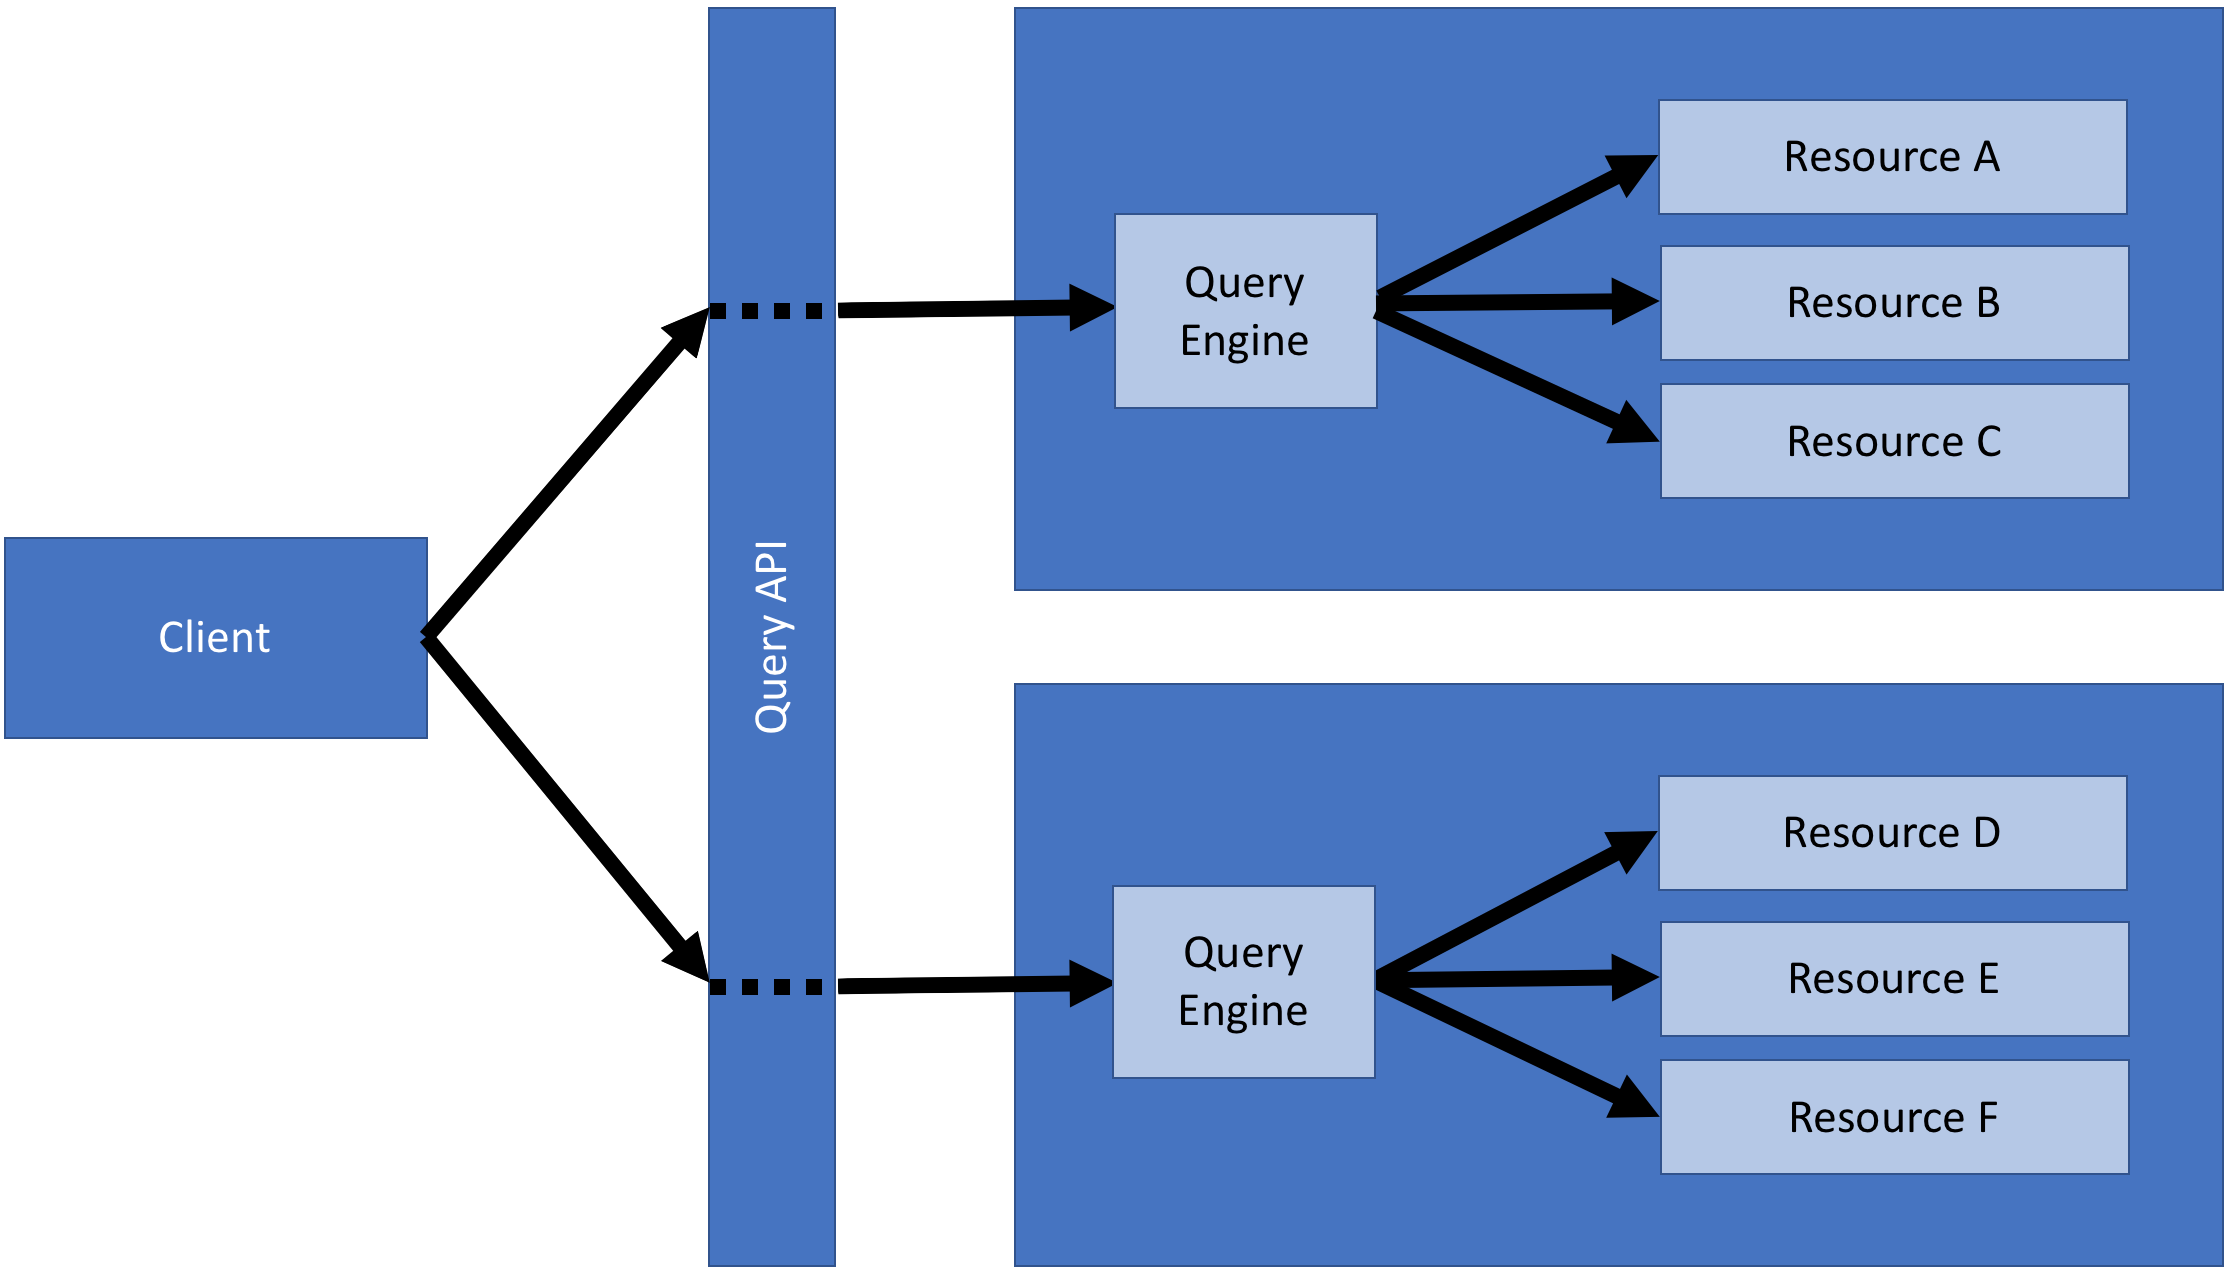 Client
Query API
Query
Engine
Resource A
Resource B
Resource C
Query
Engine
Resource D
Resource E
Resource F